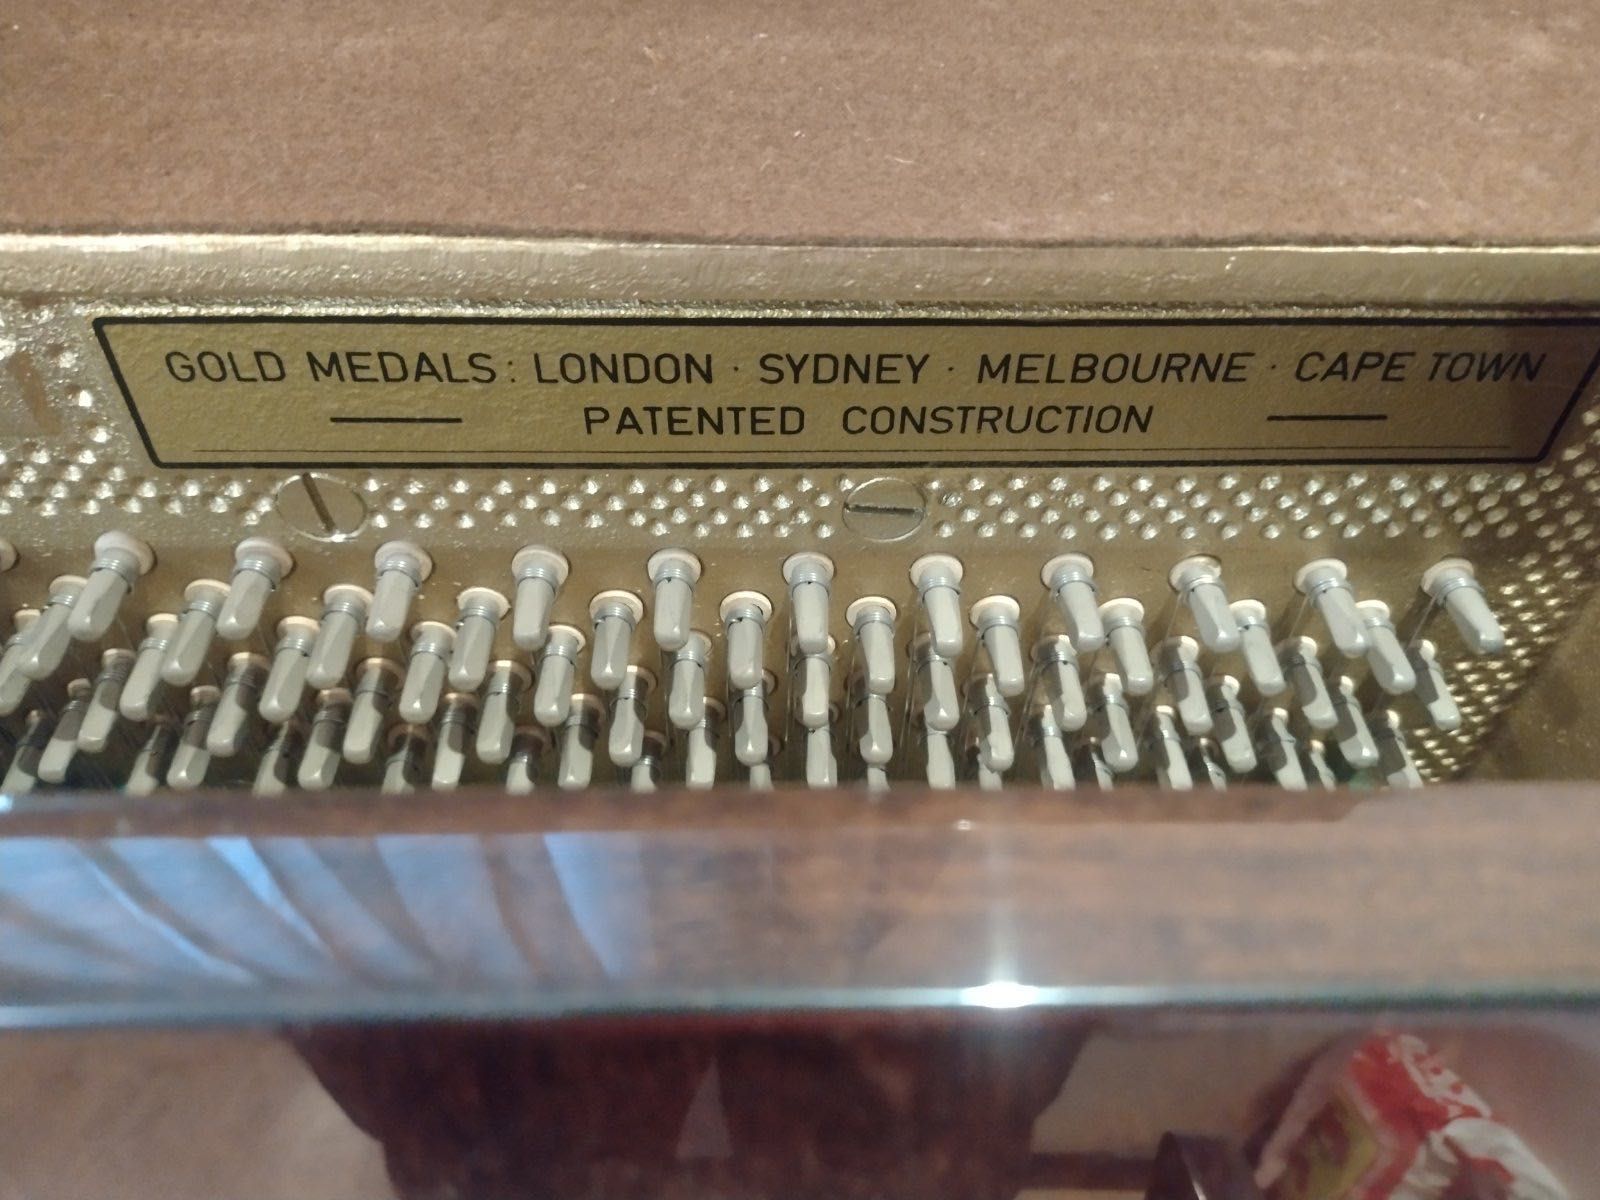 GOLD MEDALS: LONDON · SYDNEY · MELBOURNE · CAPE TOWN
PATENTED CONSTRUCTION